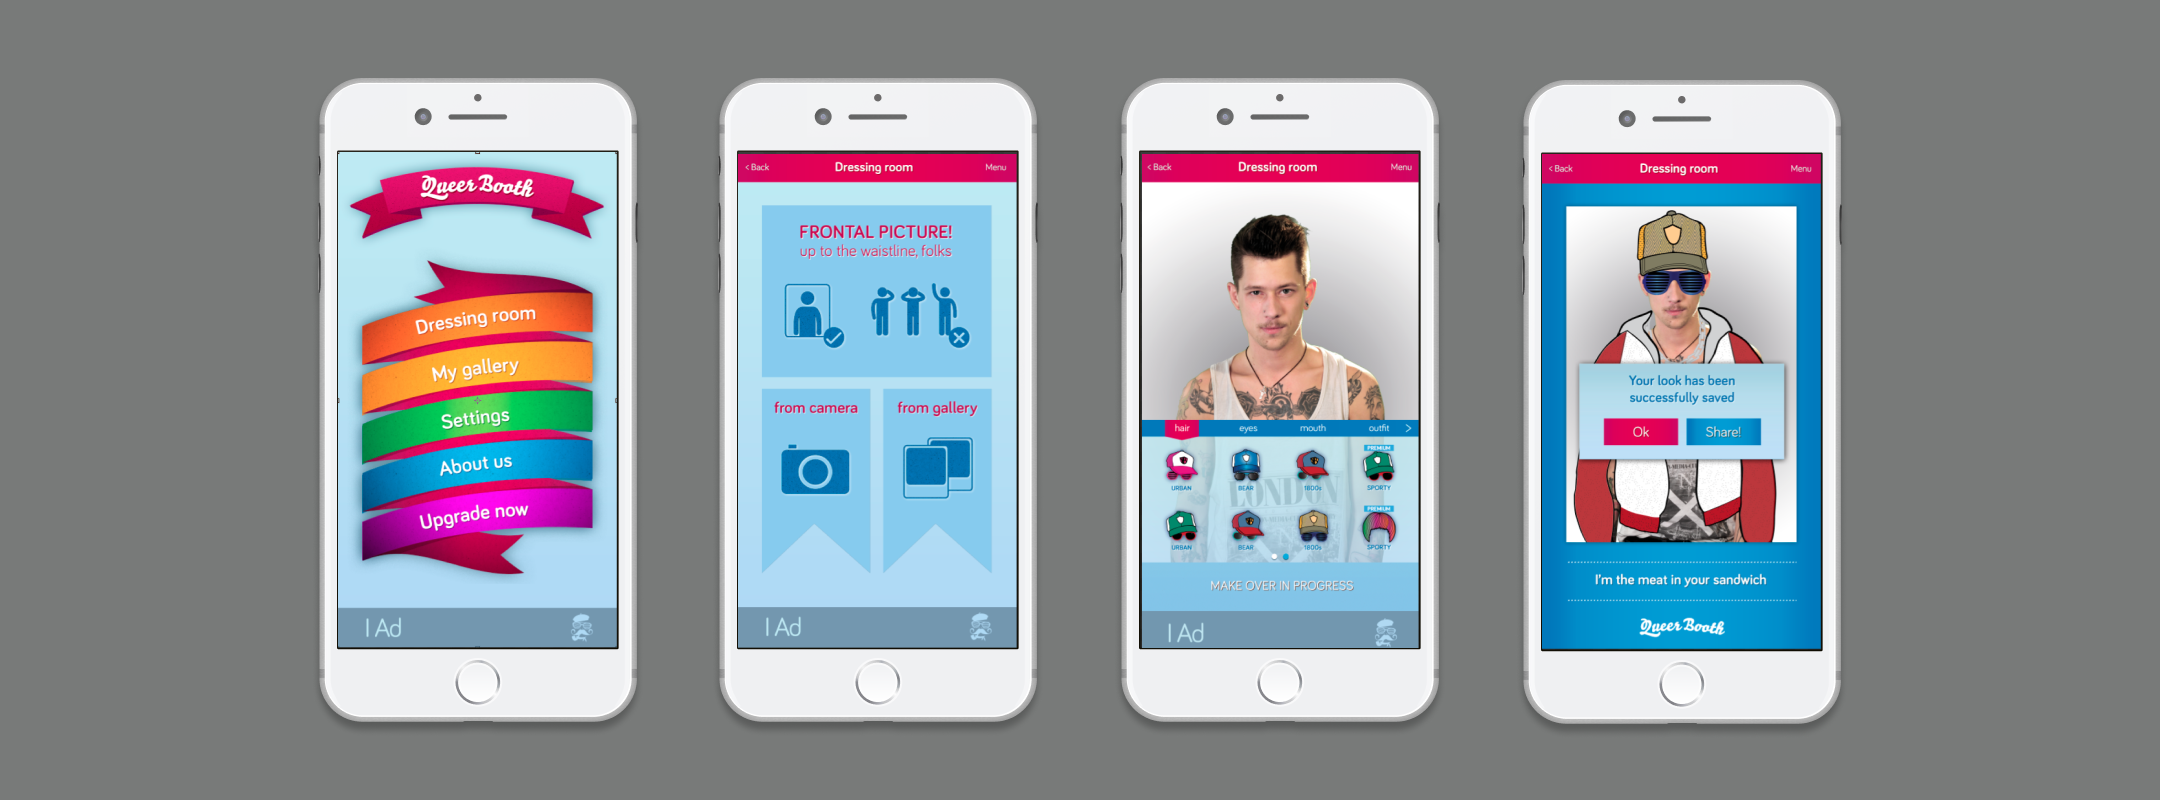 Queer Booth
Dressing room
My gallery
Settings
About us
Upgrade now
I Ad
< Back
Dressing room
Menu
FRONTAL PICTURE!
up to the waistline, folks
from camera
from gallery
I Ad
< Back
Dressing room
Menu
hair
eyes
mouth
outfit
>
PREMIUM
URBAN
BEAR
1800s
SPORTY
LONDON
PREMIUM
URBAN
BEAR
1800s
SPORTY
MAKE OVER IN PROGRESS
I Ad
< Back
Dressing room
Menu
Your look has been
successfully saved
Ok
Share!
I'm the meat in your sandwich
Queer Booth